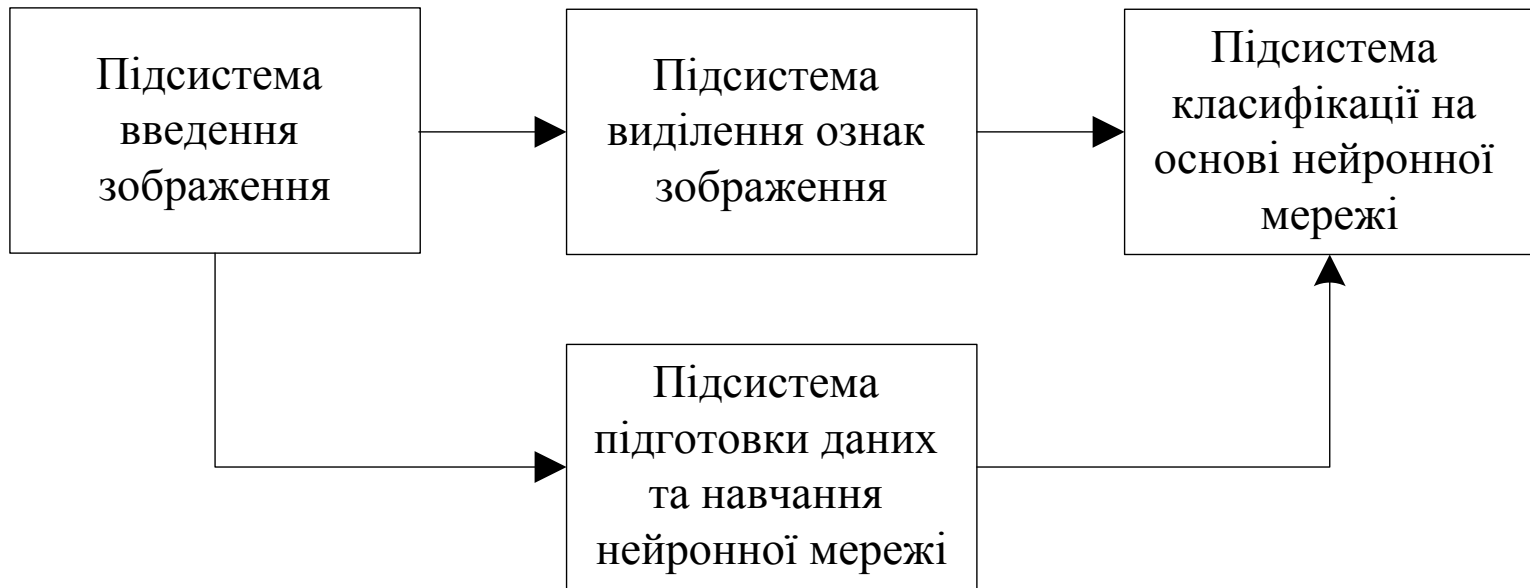 Підсистема
введення
зображення
Підсистема
виділення ознак
зображення
Підсистема
класифікації на
основі нейронної
мережі
Підсистема
підготовки даних
та навчання
нейронної мережі